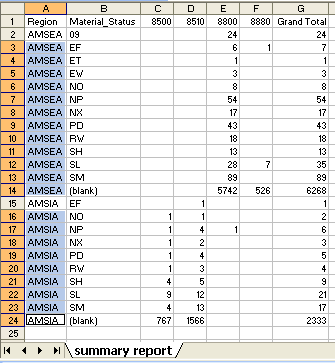 A B C D E F G
1 Region Material_Status 8500 8510 8800 8880 Grand Total
2 AMSEA 09 24 24
3 AMSEA EF 6 1 7
4 AMSEA ET 1 1
5 AMSEA EW 3 3
6 AMSEA NO 8 8
7 AMSEA NP 54 54
8 AMSEA NX 17 17
9 AMSEA PD 43 43
10 AMSEA RW 18 18
11 AMSEA SH 13 13
12 AMSEA SL 28 7 35
13 AMSEA SM 89 89
14 AMSEA (blank) 5742 526 6268
15 AMSIA EF 1 1
16 AMSIA NO 1 1 2
17 AMSIA NP 1 4 1 6
18 AMSIA NX 1 2 3
19 AMSIA PD 1 4 5
20 AMSIA RW 1 3 4
21 AMSIA SH 4 5 9
22 AMSIA SL 9 12 21
23 AMSIA SM 4 13 17
24 AMSIA (blank) 767 1566 2333
25
summary report